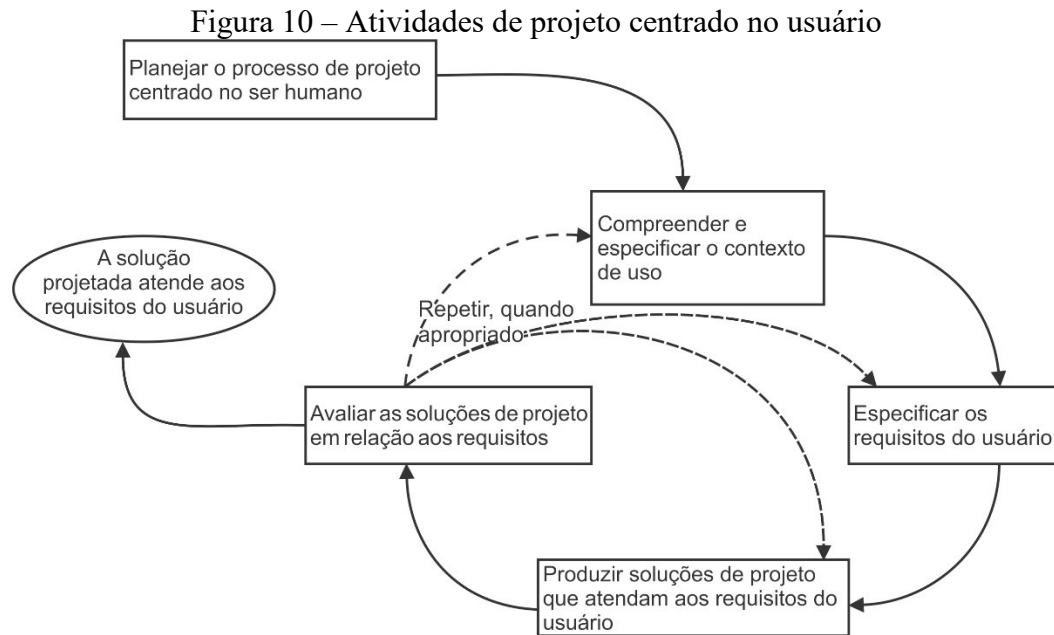 Figura 10 – Atividades de projeto centrado no usuário
Planejar o processo de projeto
centrado no ser humano
Compreender e
especificar o contexto
de uso
A solução
projetada atende aos
requisitos do usuário
Repetir, quando
apropriado
Avaliar as soluções de projeto
em relação aos requisitos
Especificar os
requisitos do usuário
Produzir soluções de projeto
que atendam aos requisitos do
usuário